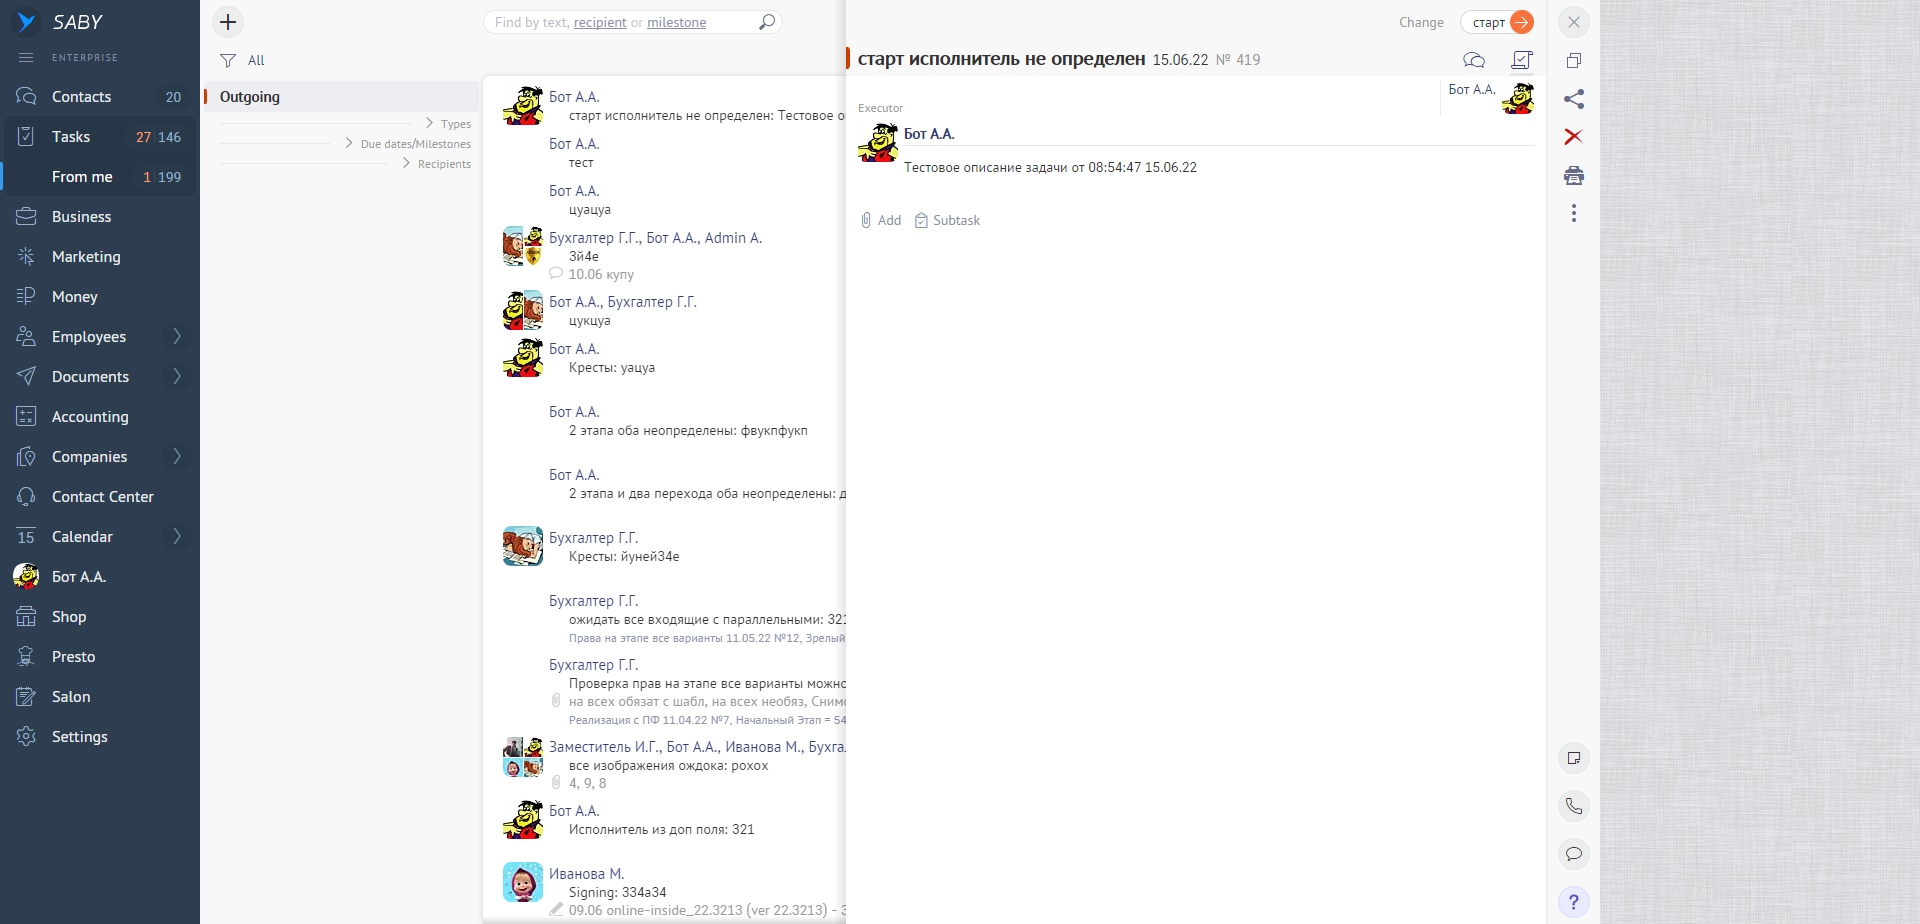 SABY
ENTERPRISE
Contacts 20
Tasks 27 146
From me 1 199
Business
Marketing
Money
Employees
Documents
Accounting
Companies
Contact Center
15 Calendar
Бот А.А.
Shop
Presto
Salon
Settings
Find by text, recipient or milestone
All
Outgoing
Types
Due dates/Milestones
Recipients
Бот А.А.
старт исполнитель не определен: Тестовое о
Бот А.А.
тест
Бот А.А.
цуацуа
Бухгалтер Г.Г., Бот А.А., Admin A.
3й4е
10.06 купу
Бот А.А., Бухгалтер Г.Г.
цукцуа
Бот А.А.
Кресты: уацуа
Бот А.А.
2 этапа оба неопределены: фвукпфукп
Бот А.А.
2 этапа и два перехода оба неопределены: д
Бухгалтер Г.Г.
Кресты: йуней34е
Бухгалтер Г.Г.
ожидать все входящие с параллельными: 321
Права на этапе все варианты 11.05.22 №12, Зрелый
Бухгалтер Г.Г.
Проверка прав на этапе все варианты можно
на всех обязат с шабл, на всех необяз, Снимо
Реализация с ПФ 11.04.22 №7, Начальный Этап = 54
Заместитель И.Г., Бот А.А., Иванова М., Бухга
все изображения ождока: рохох
4, 9, 8
Бот А.А.
Исполнитель из доп поля: 321
Иванова М.
Signing: 334a34
09.06 online-inside_22.3213 (ver 22.3213) - 3
Change
старт
старт исполнитель не определен 15.06.22 № 419
Бот А.А.
Executor
Бот А.А.
Тестовое описание задачи от 08:54:47 15.06.22
Add Subtask
?